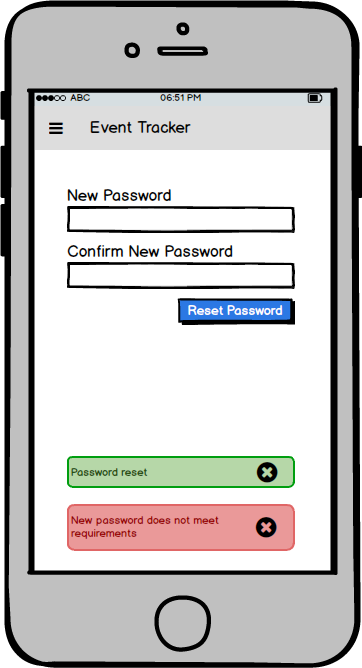 ABC 06:51 PM
Event Tracker
New Password
Confirm New Password
Reset Password
Password reset
New password does not meet
requirements